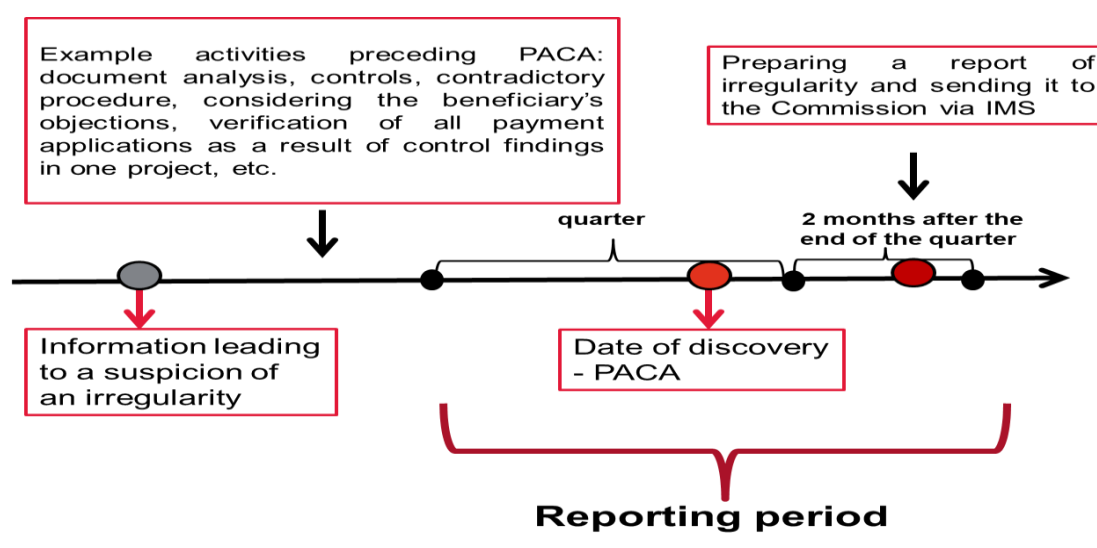 Example activities preceding PACA:
document analysis, controls, contradictory
procedure, considering the beneficiary's
objections, verification of all payment
applications as a result of control findings
in one project, etc.
Preparing a report of
irregularity and sending it to
the Commission via IMS
quarter
2 months after the
end of the quarter
Information leading
to a suspicion of
an irregularity
Date of discovery
- PACA
Reporting period